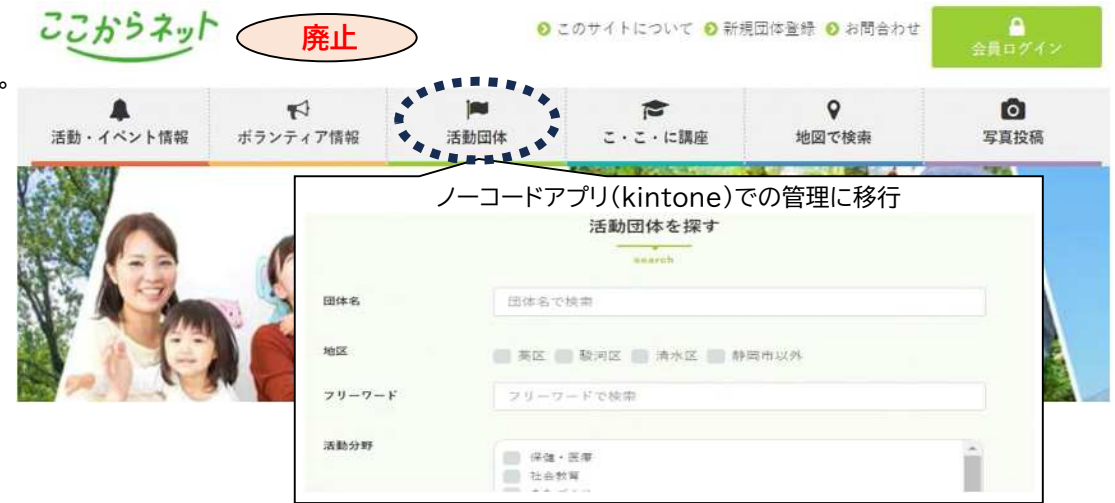 ここからネット
廃止
このサイトについて 新規団体登録 お問合わせ
会員ログイン
。
活動・イベント情報 ボランティア情報 活動団体 こ・こ・に講座 地図で検索 写真投稿
ノーコードアプリ(kintone)での管理に移行
活動団体を探す
search
団体名 団体名で検索
地区 葵区 駿河区 清水区 静岡市以外
フリーワード フリーワードで検索
活動分野 保健・医療
社会教育